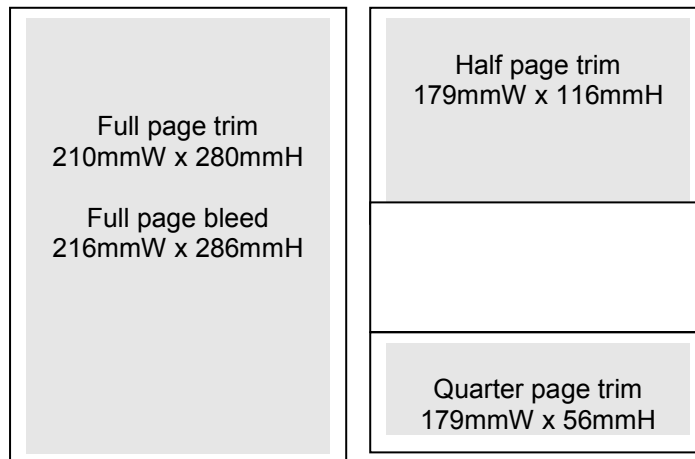 Full page trim
210mmW x 280mmH
Full page bleed
216mmW x 286mmH
Half page trim
179mmW x 116mmH
Quarter page trim
179mmW x 56mmH